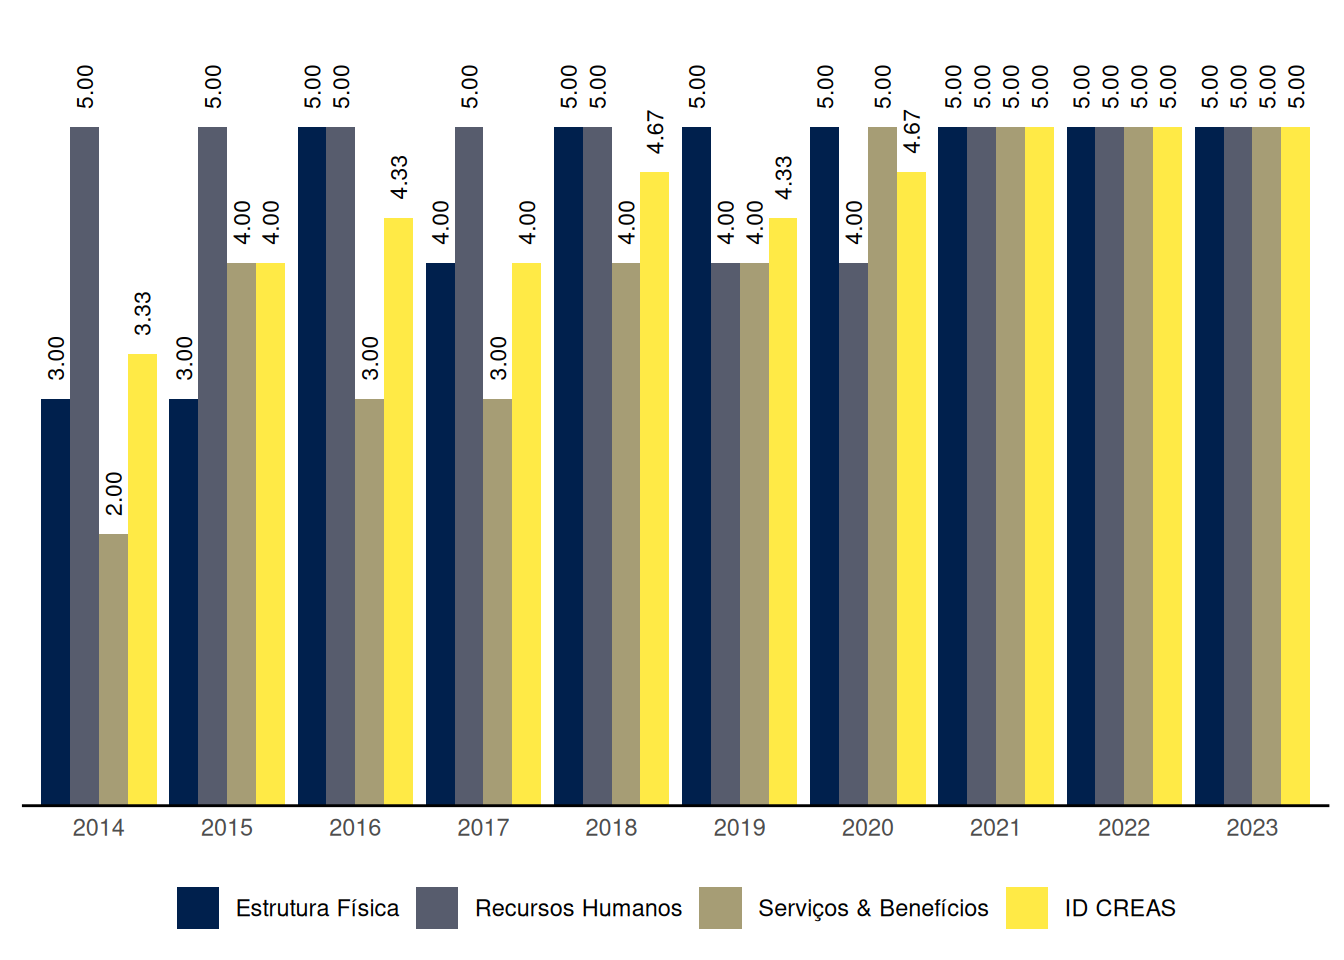 3.00 5.00 2.00 3.33 3.00 5.00 4.00 4.00 5.00 5.00 3.00 4.33 4.00 5.00 3.00 4.00 5.00 5.00 4.00 4.67 5.00 4.00 4.00 4.33 5.00 4.00 5.00 4.67 5.00 5.00 5.00 5.00 5.00 5.00 5.00 5.00 5.00 5.00 5.00 5.00
2014 2015 2016 2017 2018 2019 2020 2021 2022 2023
Estrutura Física Recursos Humanos Serviços & Benefícios ID CREAS